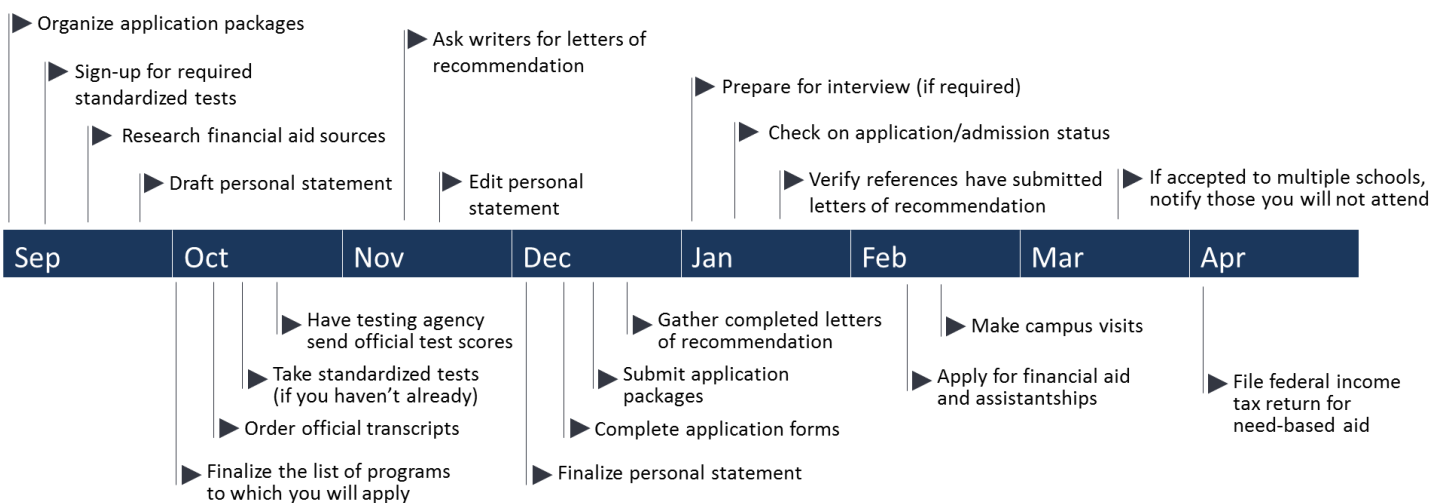 Organize application packages
Sign-up for required
standardized tests
Research financial aid sources
Draft personal statement
Ask writers for letters of
recommendation
Edit personal
statement
Prepare for interview (if required)
Check on application/admission status
Verify references have submitted
letters of recommendation
If accepted to multiple schools,
notify those you will not attend
Sep
Oct
Nov
Dec
Jan
Feb
Mar
Apr
Have testing agency
send official test scores
Take standardized tests
(if you haven’t already)
Order official transcripts
Finalize the list of programs
to which you will apply
Gather completed letters
of recommendation
Submit application
packages
Complete application forms
Finalize personal statement
Make campus visits
Apply for financial aid
and assistantships
File federal income
tax return for
need-based aid